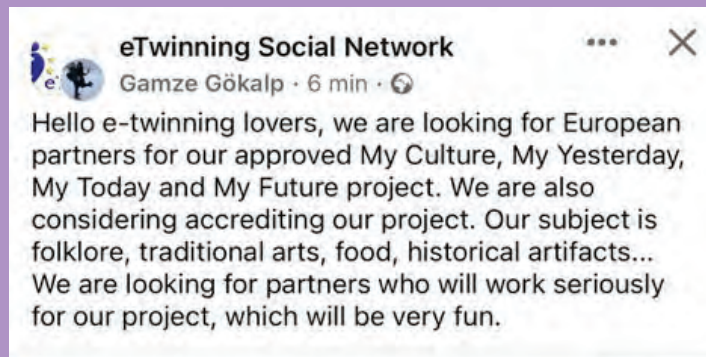 eTwinning Social Network
Gamze Gökalp · 6 min ·
Hello e-twinning lovers, we are looking for European
partners for our approved My Culture, My Yesterday,
My Today and My Future project. We are also
considering accrediting our project. Our subject is
folklore, traditional arts, food, historical artifacts...
We are looking for partners who will work seriously
for our project, which will be very fun.